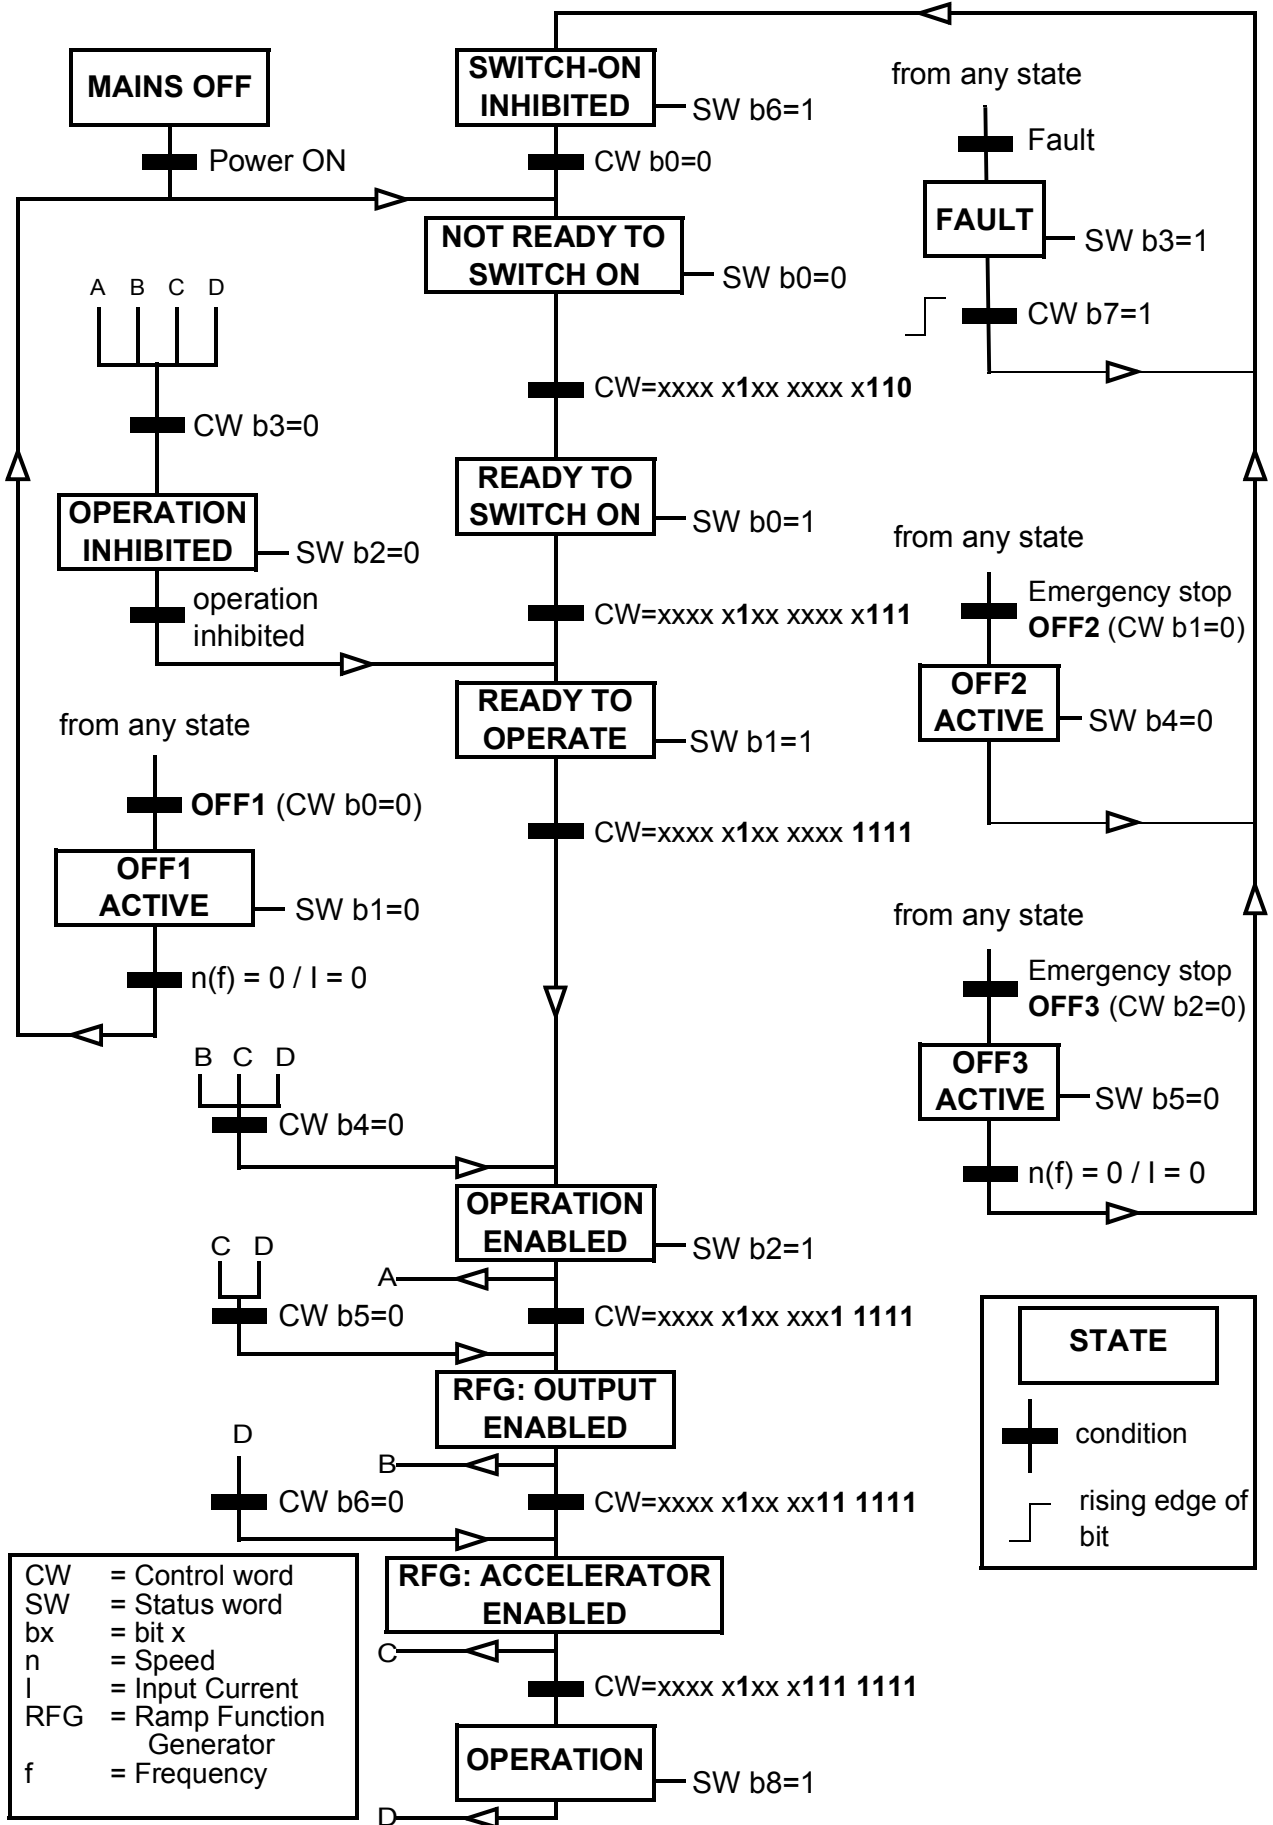 MAINS OFF
Power ON
SWITCH-ON
INHIBITED
SW b6=1
CW b0=0
from any state
Fault
FAULT
SW b3=1
CW b7=1
NOT READY TO
SWITCH ON
SW b0=0
A B C D
CW b3=0
CW=xxxx x1xx xxxx x110
OPERATION
INHIBITED
SW b2=0
operation
inhibited
READY TO
SWITCH ON
SW b0=1
CW=xxxx x1xx xxxx x111
from any state
Emergency stop
OFF2 (CW b1=0)
OFF2
ACTIVE
SW b4=0
READY TO
OPERATE
SW b1=1
CW=xxxx x1xx xxxx 1111
from any state
OFF1 (CW b0=0)
OFF1
ACTIVE
SW b1=0
n(f) = 0 / I = 0
from any state
Emergency stop
OFF3 (CW b2=0)
OFF3
ACTIVE
SW b5=0
n(f) = 0 / I = 0
B C D
CW b4=0
OPERATION
ENABLED
SW b2=1
A
C D
CW b5=0
CW=xxxx x1xx xxx1 1111
RFG: OUTPUT
ENABLED
B
D
CW b6=0
CW=xxxx x1xx xx11 1111
RFG: ACCELERATOR
ENABLED
C
CW=xxxx x1xx x111 1111
OPERATION
SW b8=1
D
STATE
condition
rising edge of
bit
CW = Control word
SW = Status word
bx = bit x
n = Speed
I = Input Current
RFG = Ramp Function
Generator
f = Frequency